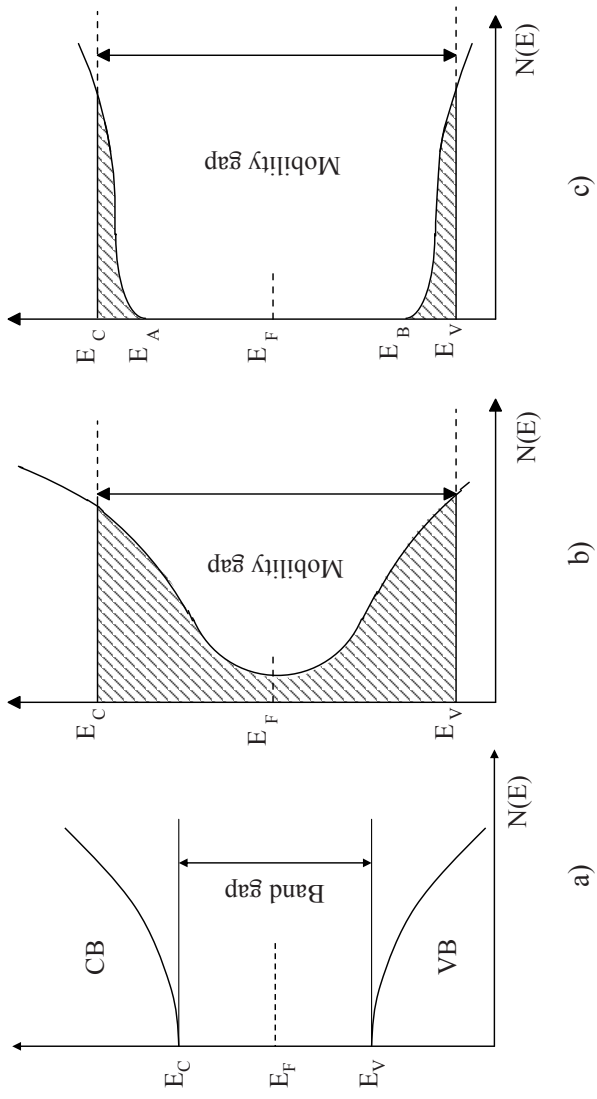 CB
E_C
Band gap
E_F
E_V
VB
N(E)
a)
E_C
Mobility gap
E_F
E_V
N(E)
b)
E_C
E_A
Mobility gap
E_F
E_B
E_V
N(E)
c)